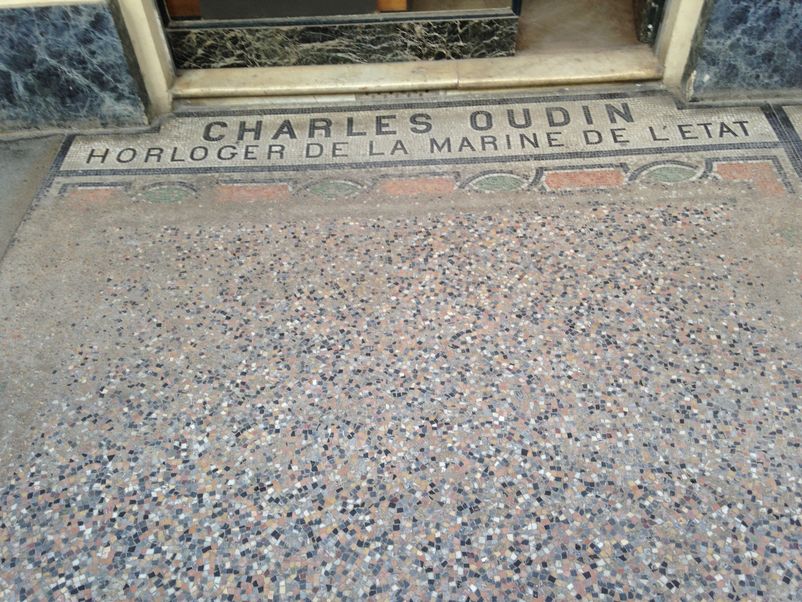 CHARLES OUDIN
HORLOGER DE LA MARINE DE L'ETAT